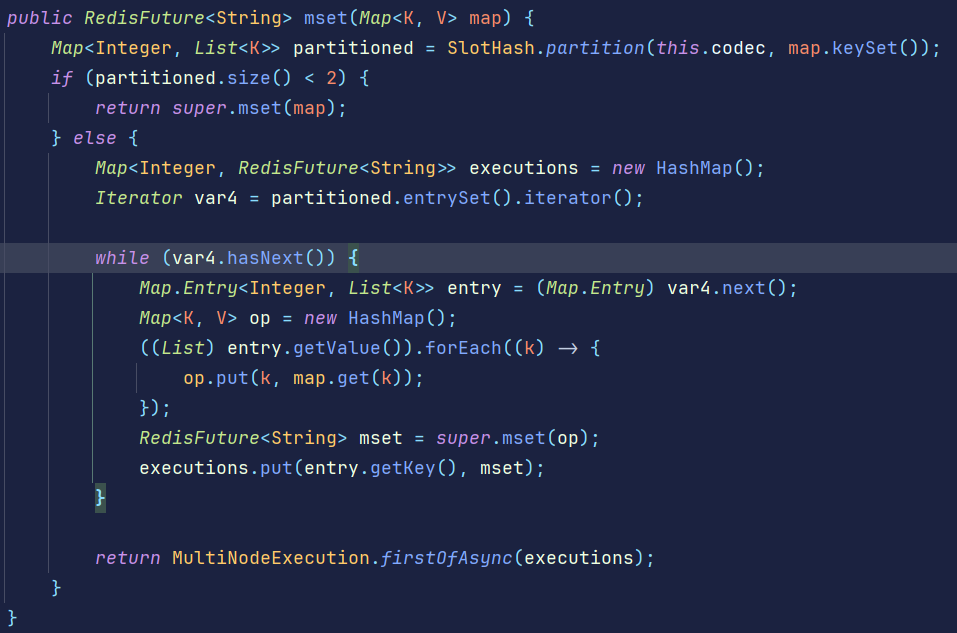 public RedisFuture<String> mset(Map<K, V> map) {
    Map<Integer, List<K>> partitioned = SlotHash.partition(this.codec, map.keySet());
    if (partitioned.size() < 2) {
        return super.mset(map);
    } else {
        Map<Integer, RedisFuture<String>> executions = new HashMap();
        Iterator var4 = partitioned.entrySet().iterator();

        while (var4.hasNext()) {
            Map.Entry<Integer, List<K>> entry = (Map.Entry) var4.next();
            Map<K, V> op = new HashMap();
            ((List) entry.getValue()).forEach((k) -> {
                op.put(k, map.get(k));
            });
            RedisFuture<String> mset = super.mset(op);
            executions.put(entry.getKey(), mset);
        }

        return MultiNodeExecution.firstOfAsync(executions);
    }
}